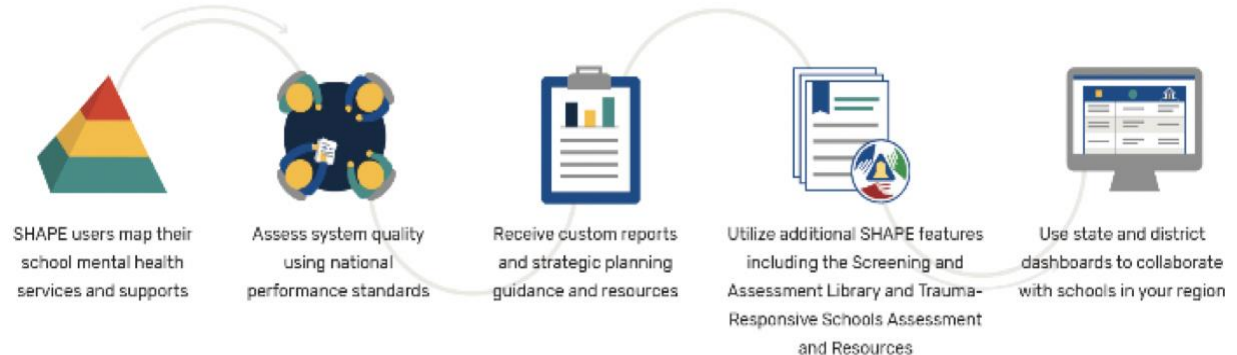 SHAPE users map their
school mental health
services and supports
Assess system quality
using national
performance standards
Receive custom reports
and strategic planning
guidance and resources
Utilize additional SHAPE features
including the Screening and
Assessment Library and Trauma-
Responsive Schools Assessment
and Resources
Use state and district
dashboards to collaborate
with schools in your region